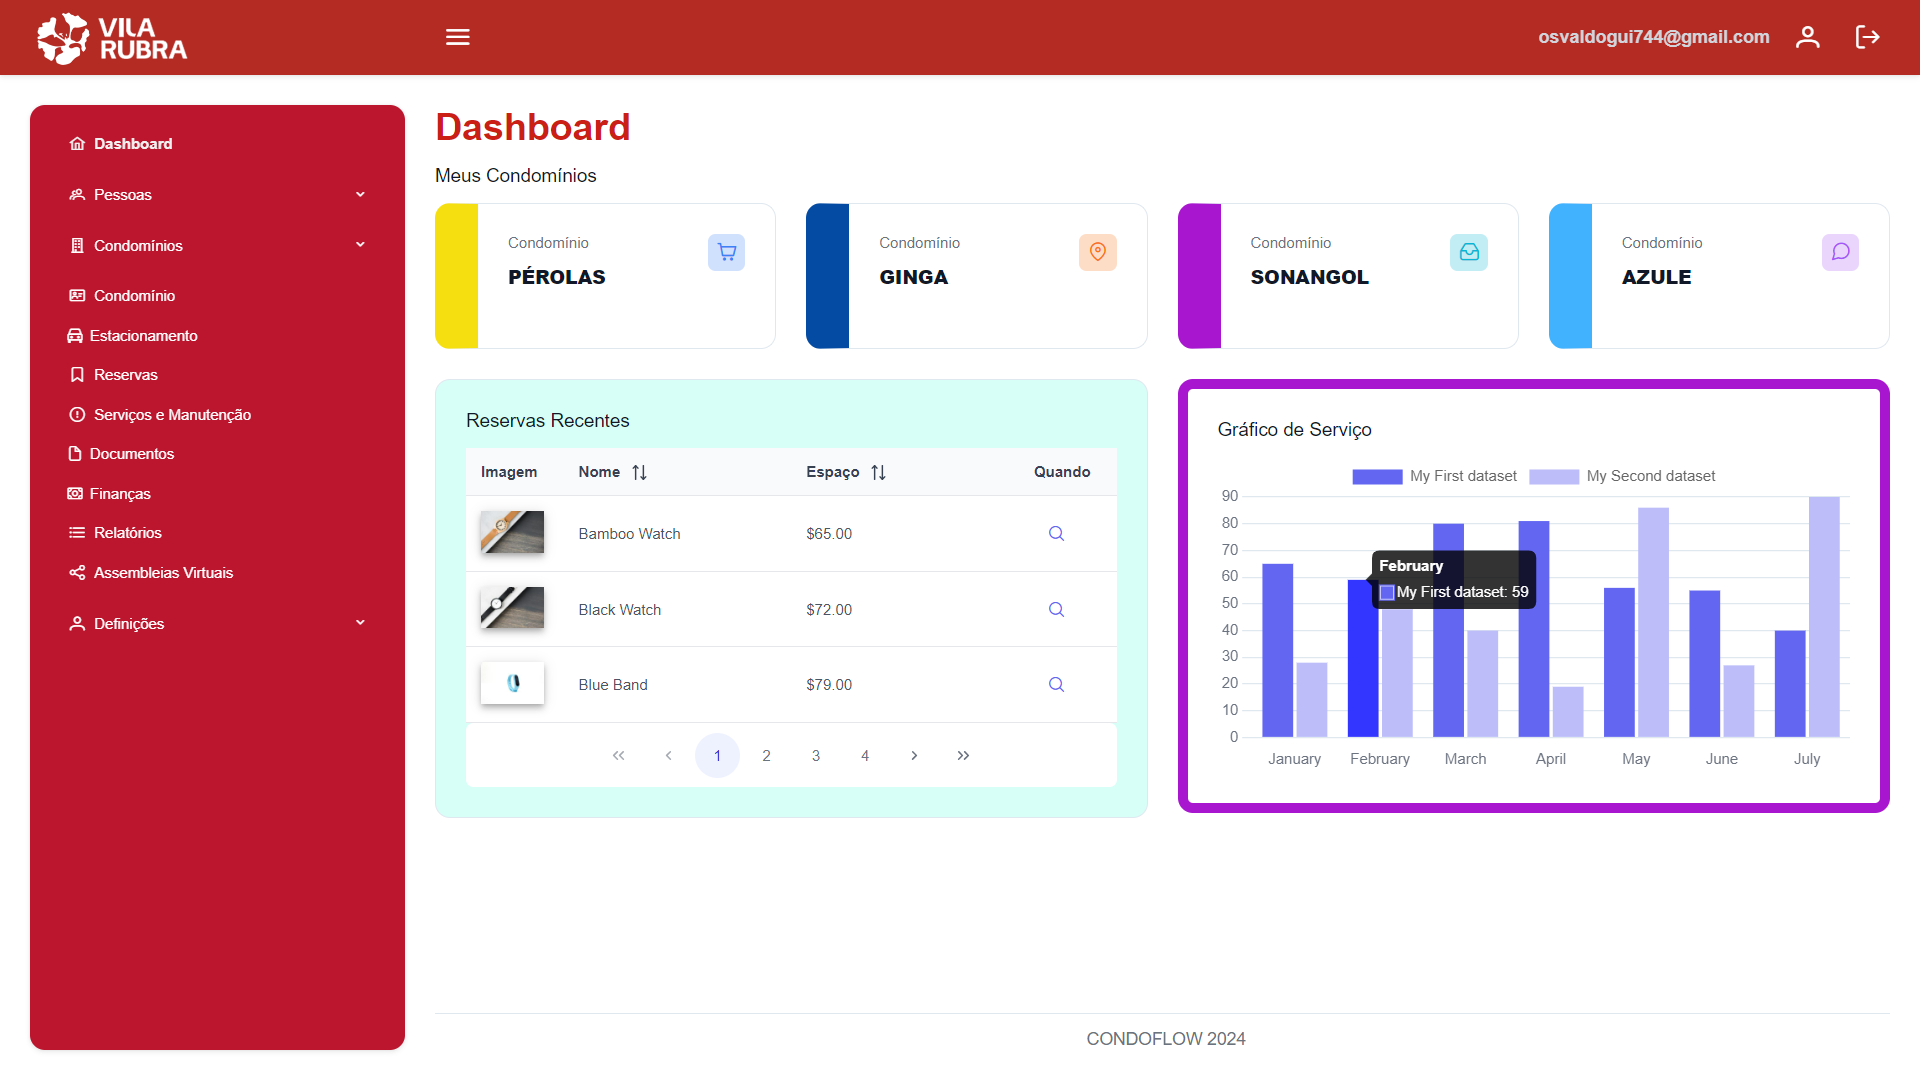 VILA
RUBRA
osvaldogui744@gmail.com
Dashboard
Pessoas
Condomínios
Condomínio
Estacionamento
Reservas
Serviços e Manutenção
Documentos
Finanças
Relatórios
Assembleias Virtuais
Definições
Dashboard
Meus Condomínios
Condomínio
PÉROLAS
Condomínio
GINGA
Condomínio
SONANGOL
Condomínio
AZULE
Reservas Recentes
Imagem Nome Espaço Quando
Bamboo Watch $65.00
Black Watch $72.00
Blue Band $79.00
1 2 3 4
Gráfico de Serviço
My First dataset My Second dataset
90
80
70
60
50
40
30
20
10
0
February
My First dataset: 59
January February March April May June July
CONDOFLOW 2024